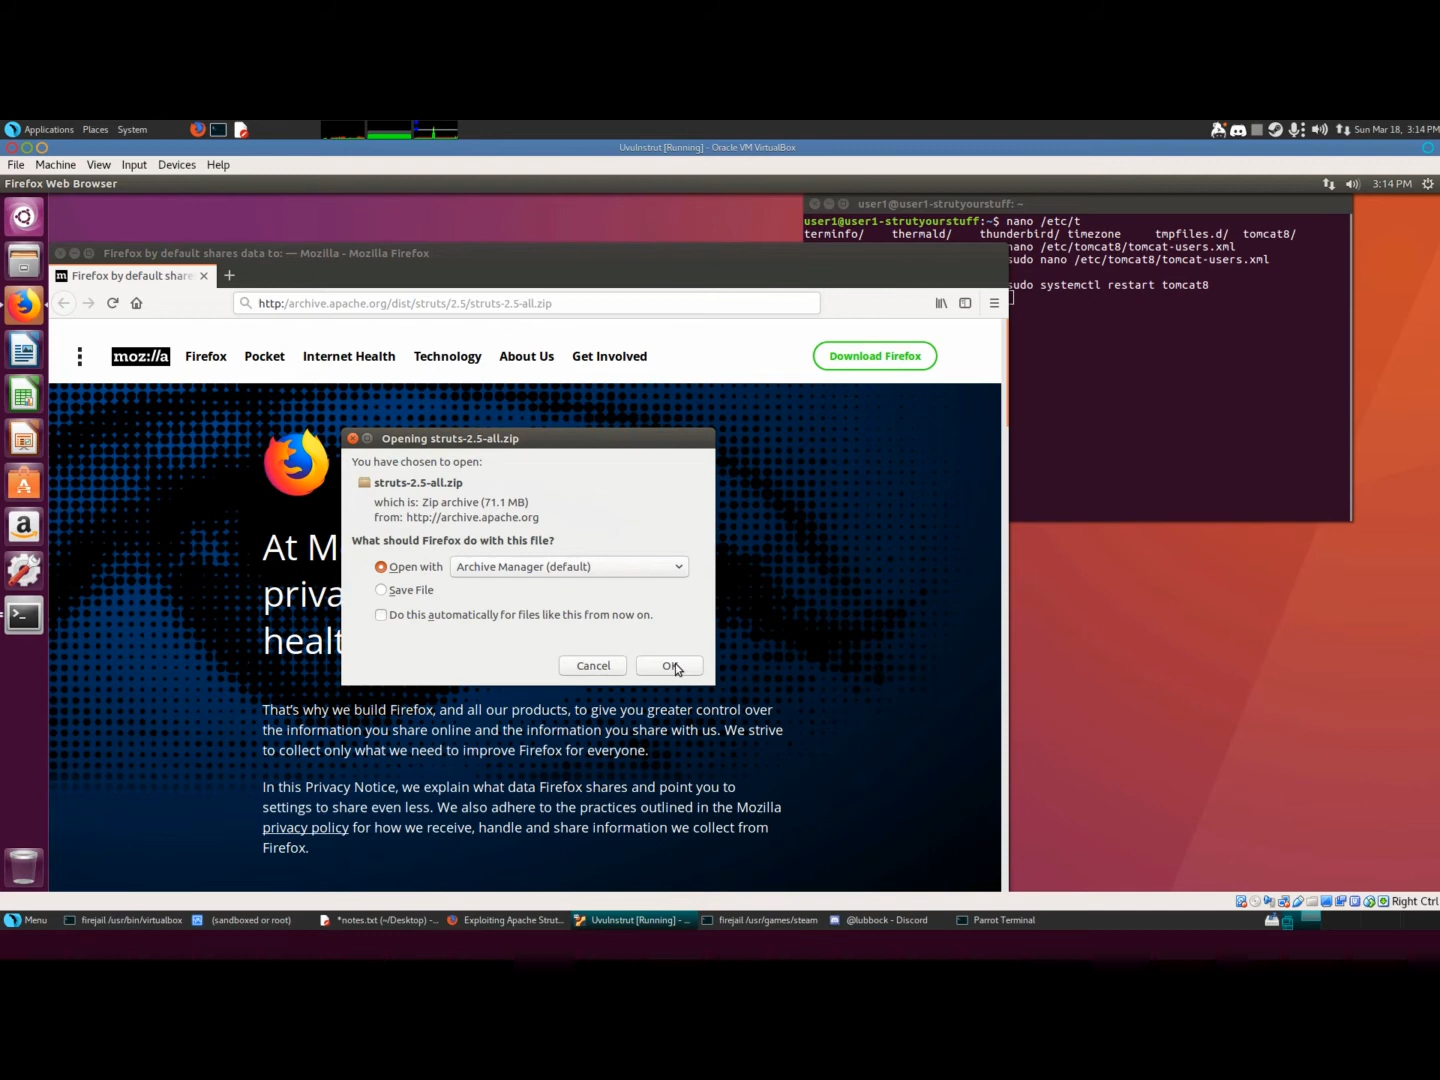 Applications Places System
Sun Mar 18, 3:14 PM
UvuInstrut [Running] - Oracle VM VirtualBox
File Machine View Input Devices Help
Firefox Web Browser
3:14 PM
user1@user1-strutyourstuff: ~
user1@user1-strutyourstuff:~$ nano /etc/t
terminfo/ thermald/ thunderbird/ timezone tmpfiles.d/ tomcat8/
nano /etc/tomcat8/tomcat-users.xml
sudo nano /etc/tomcat8/tomcat-users.xml
sudo systemctl restart tomcat8
Firefox by default shares data to: — Mozilla - Mozilla Firefox
m Firefox by default share
http:/archive.apache.org/dist/struts/2.5/struts-2.5-all.zip
moz://a Firefox Pocket Internet Health Technology About Us Get Involved
Download Firefox
Opening struts-2.5-all.zip
You have chosen to open:
struts-2.5-all.zip
which is: Zip archive (71.1 MB)
from: http://archive.apache.org
What should Firefox do with this file?
Open with Archive Manager (default)
Save File
Do this automatically for files like this from now on.
Cancel OK
At M
priva
healt
That's why we build Firefox, and all our products, to give you greater control over
the information you share online and the information you share with us. We strive
to collect only what we need to improve Firefox for everyone.
In this Privacy Notice, we explain what data Firefox shares and point you to
settings to share even less. We also adhere to the practices outlined in the Mozilla
privacy policy for how we receive, handle and share information we collect from
Firefox.
Right Ctrl
Menu firejail /usr/bin/virtualbox (sandboxed or root) *notes.txt (~/Desktop) -... Exploiting Apache Strut... UvuInstrut [Running] - ... firejail /usr/games/steam @lubbock - Discord Parrot Terminal